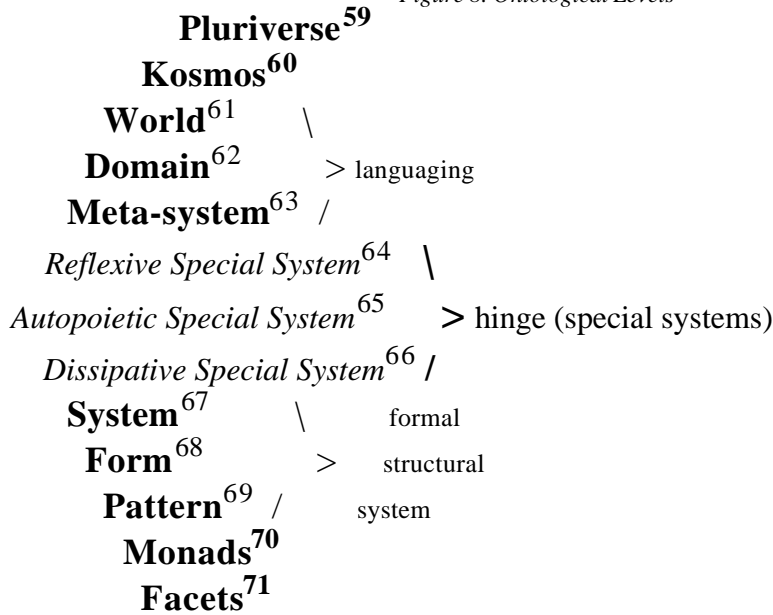 Figure 8. Ontological Levels
Pluriverse59
Kosmos60
World61 \
Domain62 > languaging
Meta-system63 /
Reflexive Special System64 \
Autopoietic Special System65 > hinge (special systems)
Dissipative Special System66 /
System67 \ formal
Form68 > structural
Pattern69 / system
Monads70
Facets71